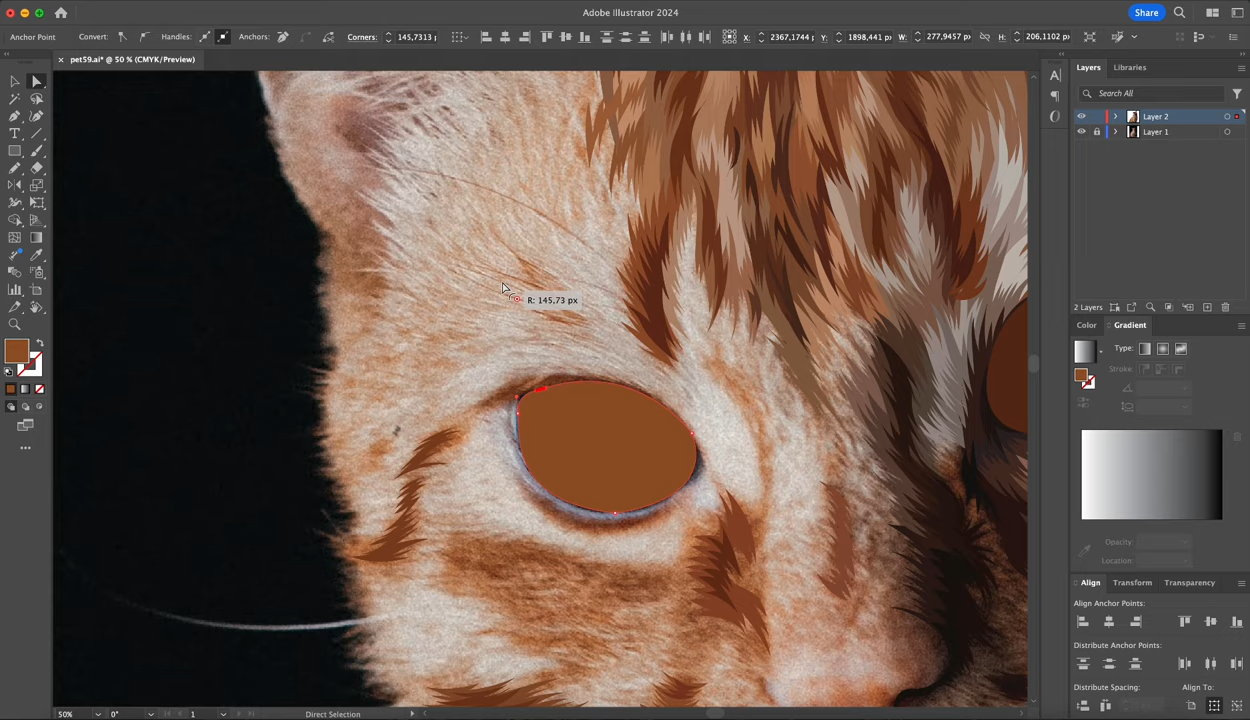 Adobe Illustrator 2024
Share
Anchor Point
Convert:
Handles:
Anchors:
Corners:
145,7313
X:
2367,1744
Y:
1898,441
W:
277,9457
H:
206,1102 px
pet59.ai* @ 50 % (CMYK/Preview)
Layers
Libraries
Search All
Layer 2
Layer 1
R: 145,73 px
2 Layers
Color
Gradient
Type:
Stroke:
Opacity:
Location:
Align
Transform
Transparency
Align Anchor Points:
Distribute Anchor Points:
Distribute Spacing:
Align To:
50%
0°
1
Direct Selection